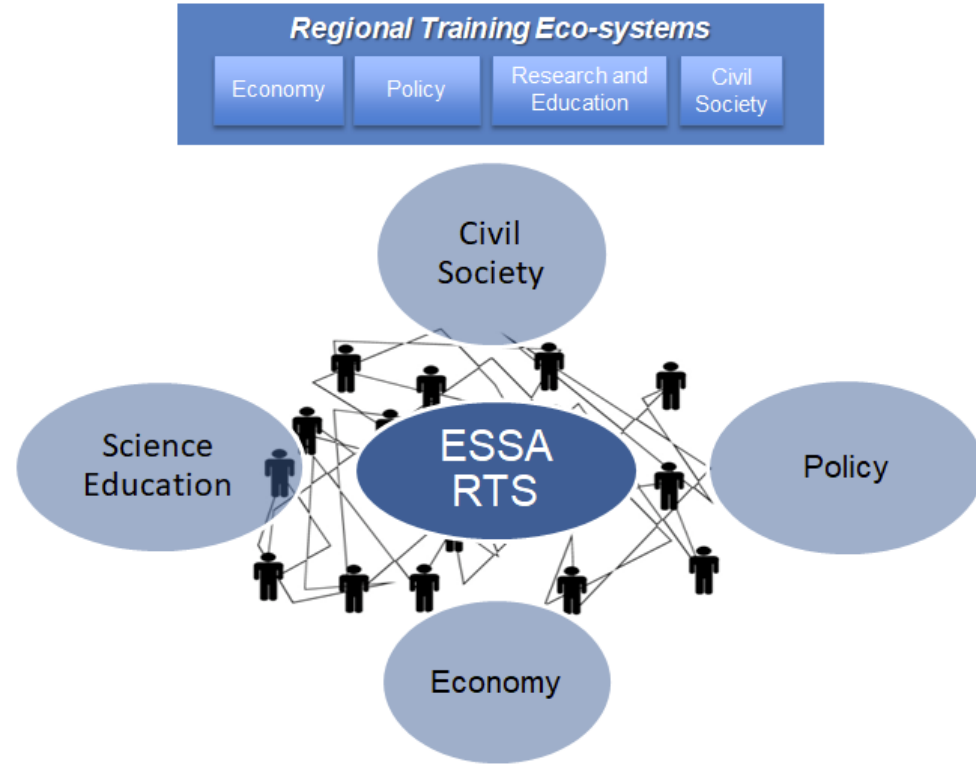 Regional Training Eco-systems
Economy
Policy
Research and
Education
Civil
Society
Civil
Society
Science
Education
ESSA
RTS
Policy
Economy